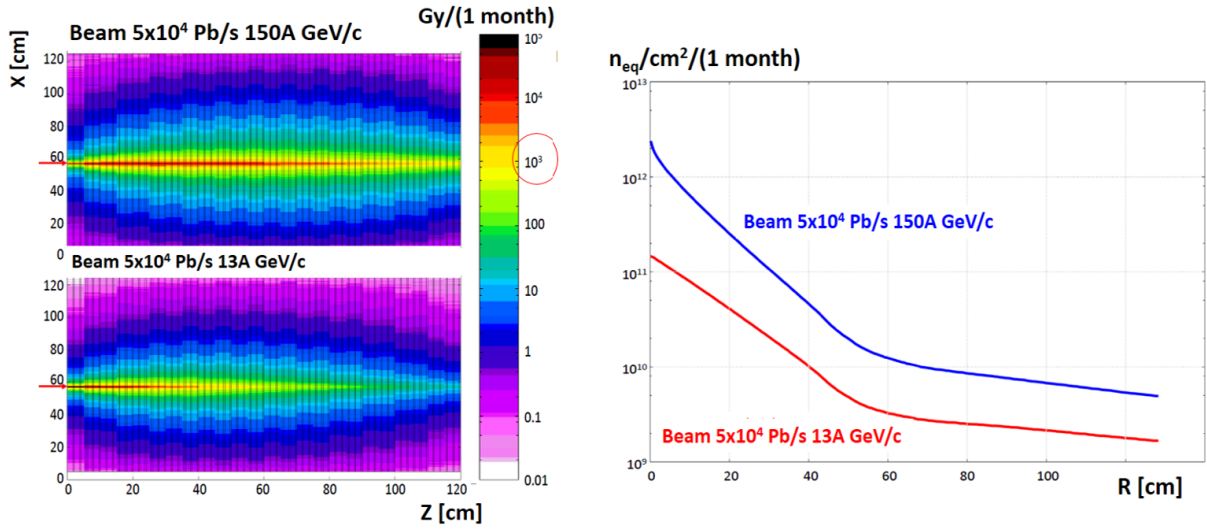 Gy/(1 month)
Beam 5x10⁴ Pb/s 150A GeV/c
X [cm]
120
100
80
60
40
20
0
Beam 5x10⁴ Pb/s 13A GeV/c
120
100
80
60
40
20
0
0 20 40 60 80 100 120
Z [cm]
10⁵
10⁴
10³
100
10
1
0.1
0.01
n_eq/cm²/(1 month)
10¹³
10¹²
10¹¹
10¹⁰
10⁹
Beam 5x10⁴ Pb/s 150A GeV/c
Beam 5x10⁴ Pb/s 13A GeV/c
0 20 40 60 80 100
R [cm]